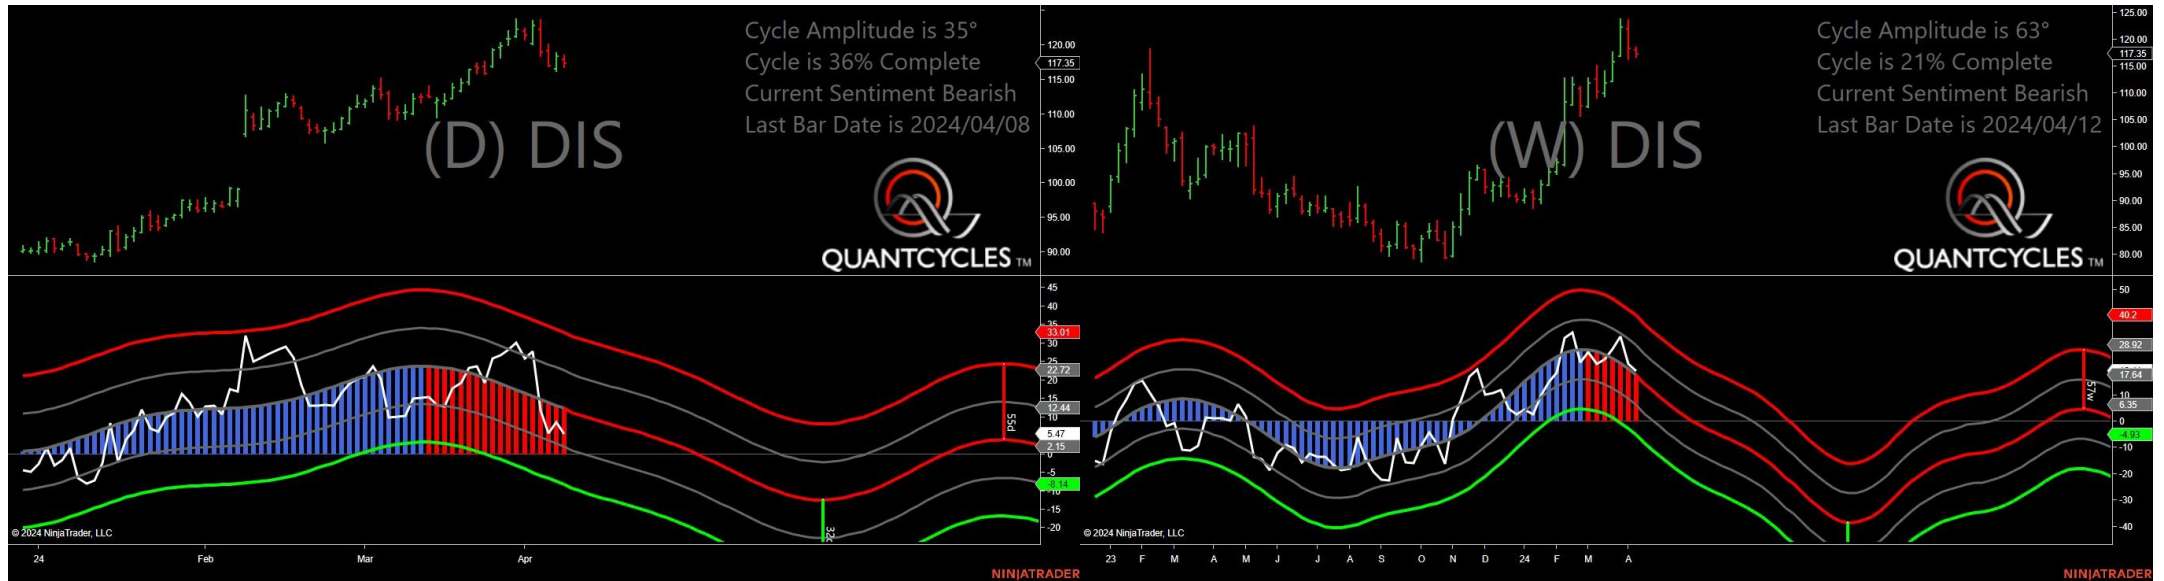 Cycle Amplitude is 35°
Cycle is 36% Complete
Current Sentiment Bearish
Last Bar Date is 2024/04/08
(D) DIS
QUANTCYCLES TM
120.00
117.35
115.00
110.00
105.00
100.00
95.00
90.00
45
40
35
33.01
30
25
22.72
20
15
12.44
10
5.47
2.15
0
-5
-8.14
-10
-15
-20
55d
© 2024 NinjaTrader, LLC
24 Feb Mar Apr
NINJATRADER
Cycle Amplitude is 63°
Cycle is 21% Complete
Current Sentiment Bearish
Last Bar Date is 2024/04/12
(W) DIS
QUANTCYCLES TM
125.00
120.00
117.35
115.00
110.00
105.00
100.00
95.00
90.00
85.00
80.00
50
40.2
28.92
17.64
10
6.35
0
-4.93
-10
-20
-30
-40
57w
© 2024 NinjaTrader, LLC
23 F M A M J J A S O N D 24 F M A
NINJATRADER